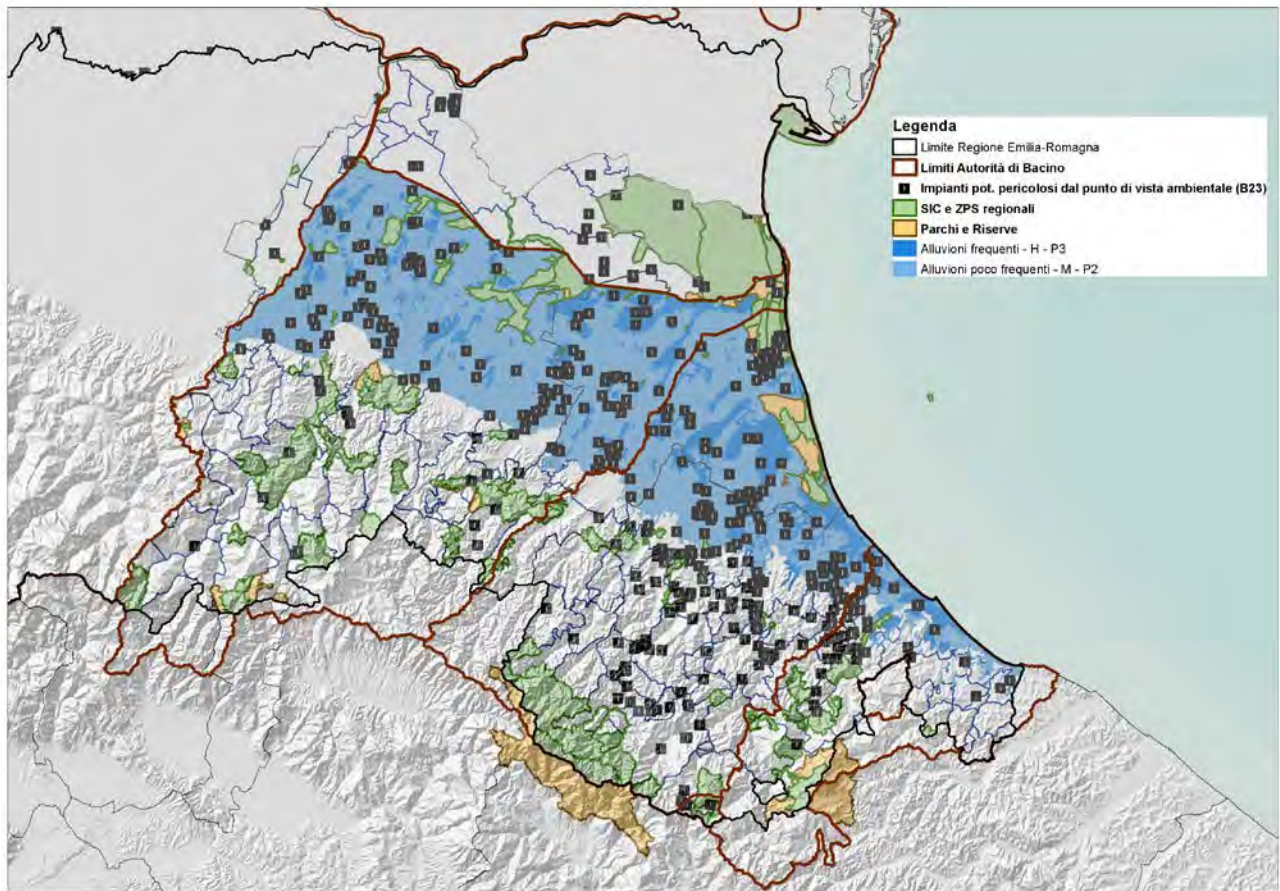 Legenda
Limite Regione Emilia-Romagna
Limiti Autorità di Bacino
Impianti pot. pericolosi dal punto di vista ambientale (B23)
SIC e ZPS regionali
Parchi e Riserve
Alluvioni frequenti - H - P3
Alluvioni poco frequenti - M - P2